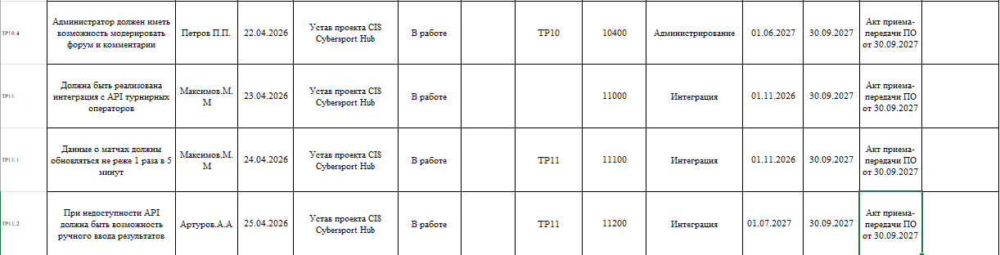 ТР10.4
Администратор должен иметь
возможность модерировать
форум и комментарии
Петров П.П.
22.04.2026
Устав проекта CIS
Cybersport Hub
В работе
ТР10
10400
Администрирование
01.06.2027
30.09.2027
Акт приема-
передачи ПО
от 30.09.2027
ТР11
Должна быть реализована
интеграция с API турнирных
операторов
Максимов.М.
М
23.04.2026
Устав проекта CIS
Cybersport Hub
В работе
11000
Интеграция
01.11.2026
30.09.2027
Акт приема-
передачи ПО
от 30.09.2027
ТР11.1
Данные о матчах должны
обновляться не реже 1 раза в 5
минут
Максимов.М.
М
24.04.2026
Устав проекта CIS
Cybersport Hub
В работе
ТР11
11100
Интеграция
01.11.2026
30.09.2027
Акт приема-
передачи ПО
от 30.09.2027
ТР11.2
При недоступности API
должна быть возможность
ручного ввода результатов
Артуров.А.А
25.04.2026
Устав проекта CIS
Cybersport Hub
В работе
ТР11
11200
Интеграция
01.07.2027
30.09.2027
Акт приема-
передачи ПО
от 30.09.2027